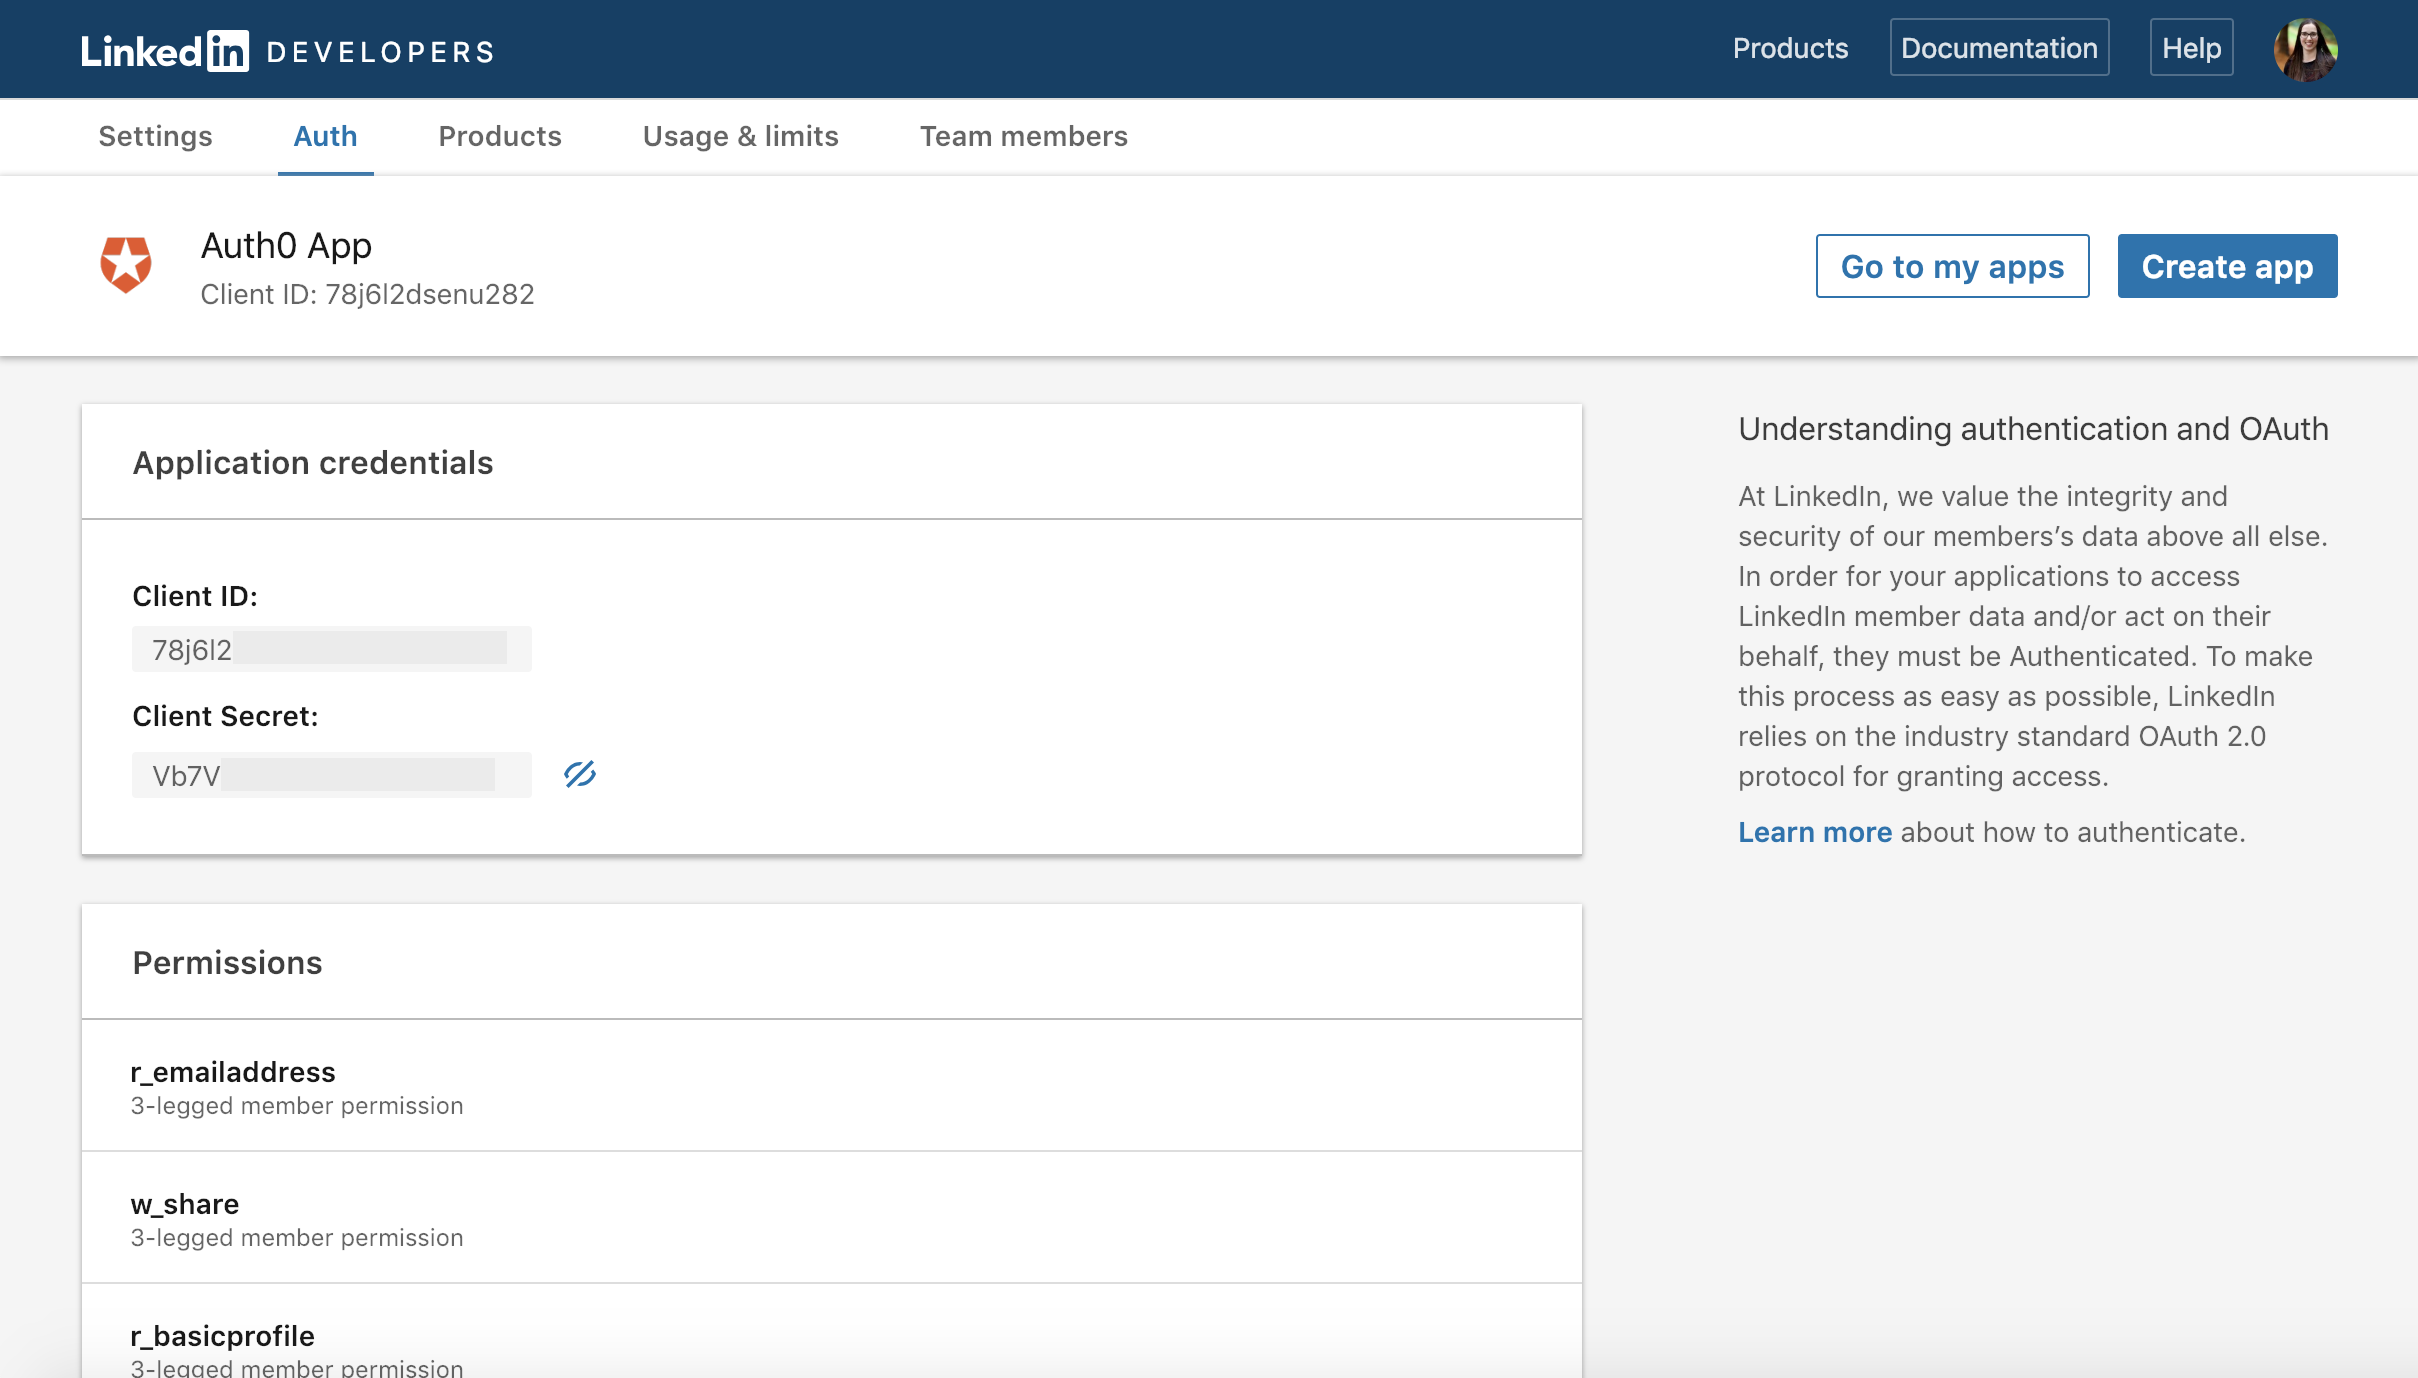 LinkedIn DEVELOPERS
Products
Documentation
Help
Settings
Auth
Products
Usage & limits
Team members
Auth0 App
Client ID: 78j6l2dsenu282
Go to my apps
Create app
Application credentials
Client ID:
78j6l2
Client Secret:
Vb7V
Understanding authentication and OAuth
At LinkedIn, we value the integrity and
security of our members’s data above all else.
In order for your applications to access
LinkedIn member data and/or act on their
behalf, they must be Authenticated. To make
this process as easy as possible, LinkedIn
relies on the industry standard OAuth 2.0
protocol for granting access.
Learn more about how to authenticate.
Permissions
r_emailaddress
3-legged member permission
w_share
3-legged member permission
r_basicprofile
3-legged member permission